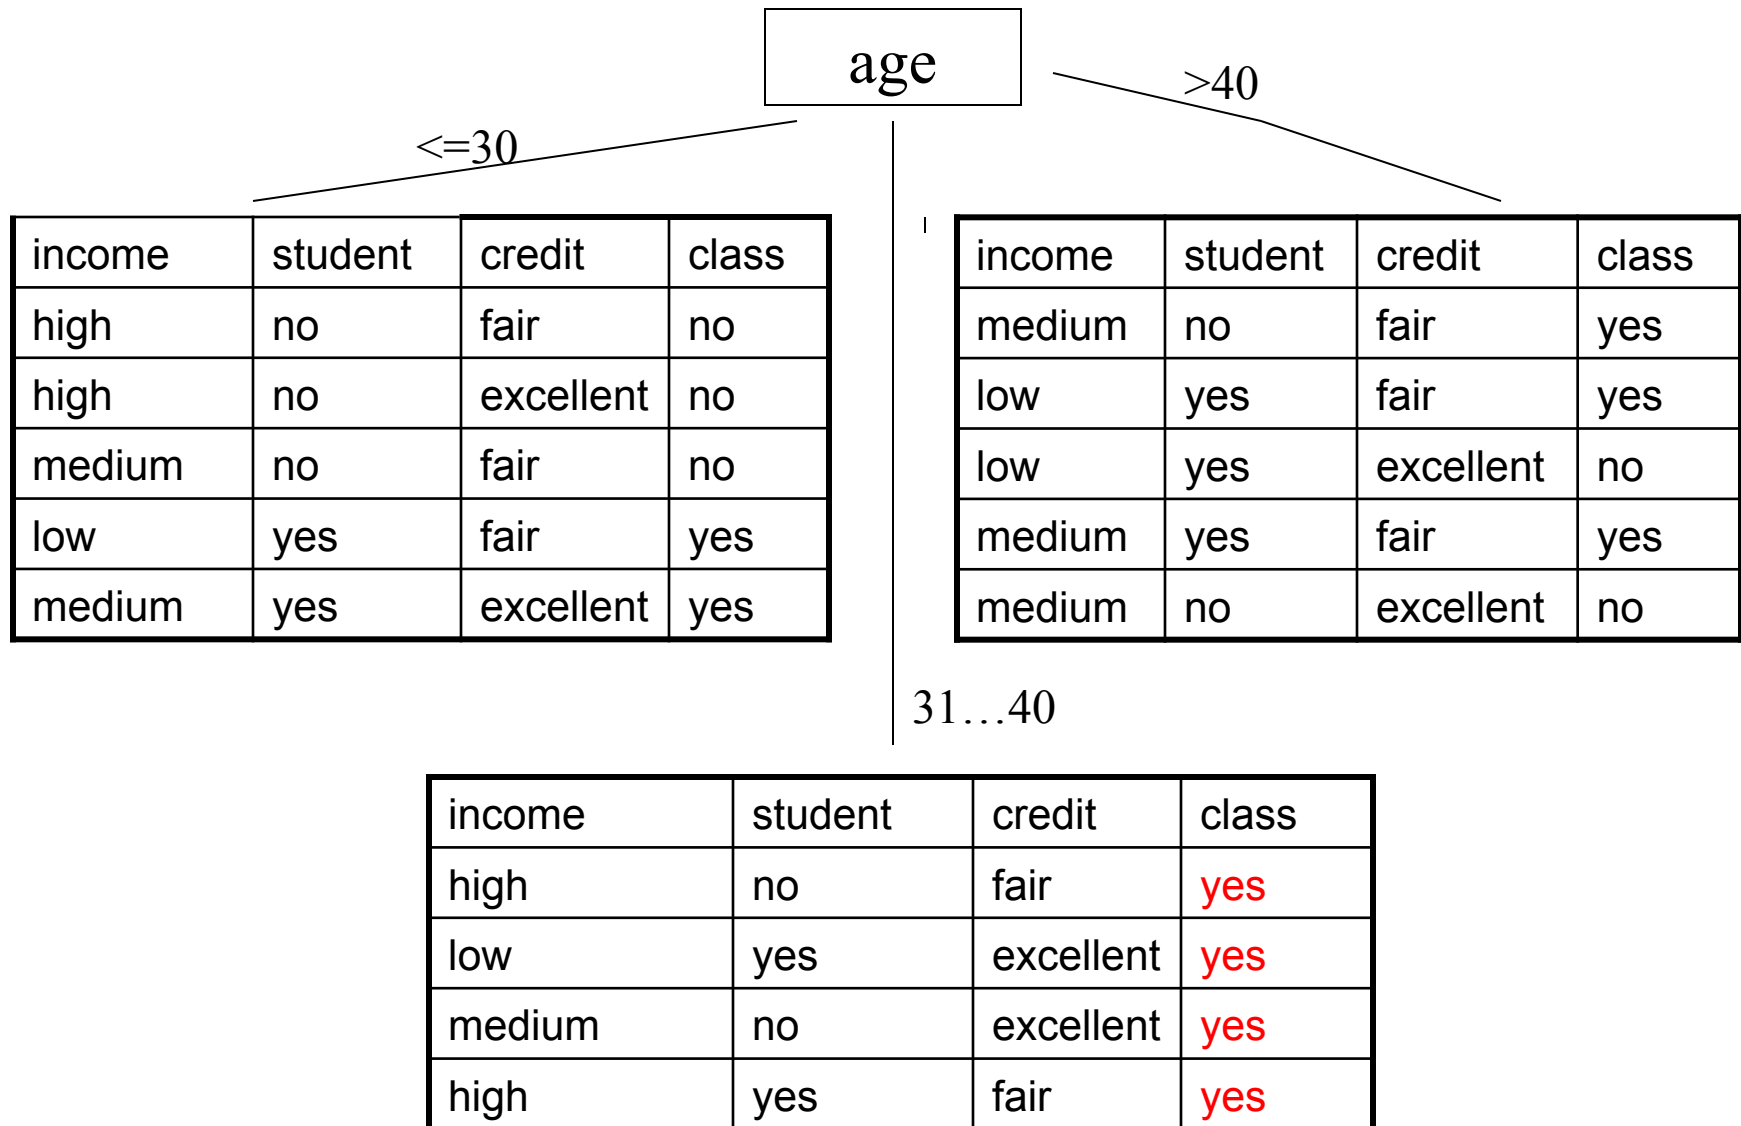 age
<=30
>40
income student credit class
high no fair no
high no excellent no
medium no fair no
low yes fair yes
medium yes excellent yes
income student credit class
medium no fair yes
low yes fair yes
low yes excellent no
medium yes fair yes
medium no excellent no
31…40
income student credit class
high no fair yes
low yes excellent yes
medium no excellent yes
high yes fair yes